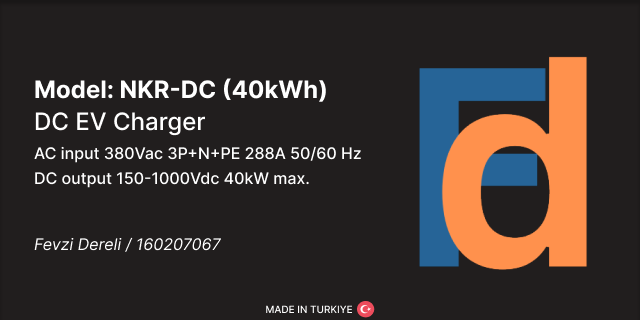 Model: NKR-DC (40kWh)
DC EV Charger
AC input 380Vac 3P+N+PE 288A 50/60 Hz
DC output 150-1000Vdc 40kW max.
Fevzi Dereli / 160207067
Fd
MADE IN TURKIYE